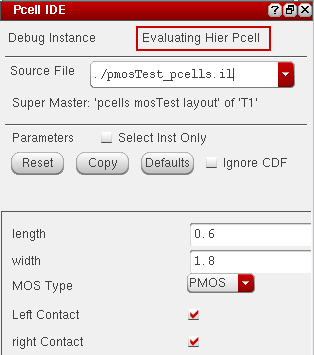 Pcell IDE
Debug Instance Evaluating Hier Pcell
Source File ./pmosTest_pcells.il
Super Master: 'pcells mosTest layout' of 'T1'
Parameters Select Inst Only
Reset Copy Defaults Ignore CDF
length 0.6
width 1.8
MOS Type PMOS
Left Contact
right Contact